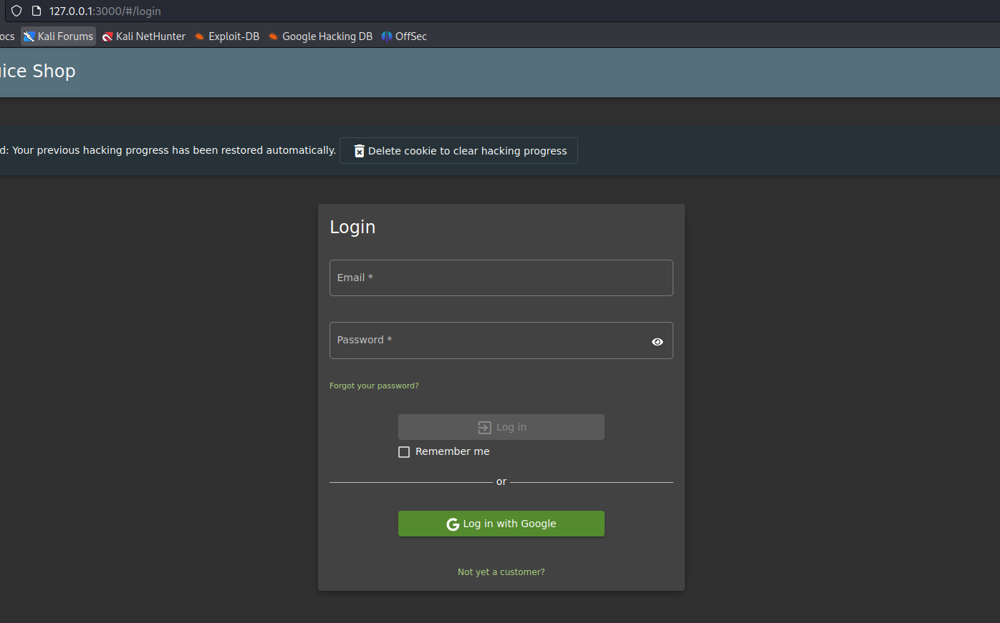 127.0.0.1:3000/#/login
ocs Kali Forums Kali NetHunter Exploit-DB Google Hacking DB OffSec
ice Shop
d: Your previous hacking progress has been restored automatically. Delete cookie to clear hacking progress
Login
Email *
Password *
Forgot your password?
Log in
Remember me
or
G Log in with Google
Not yet a customer?